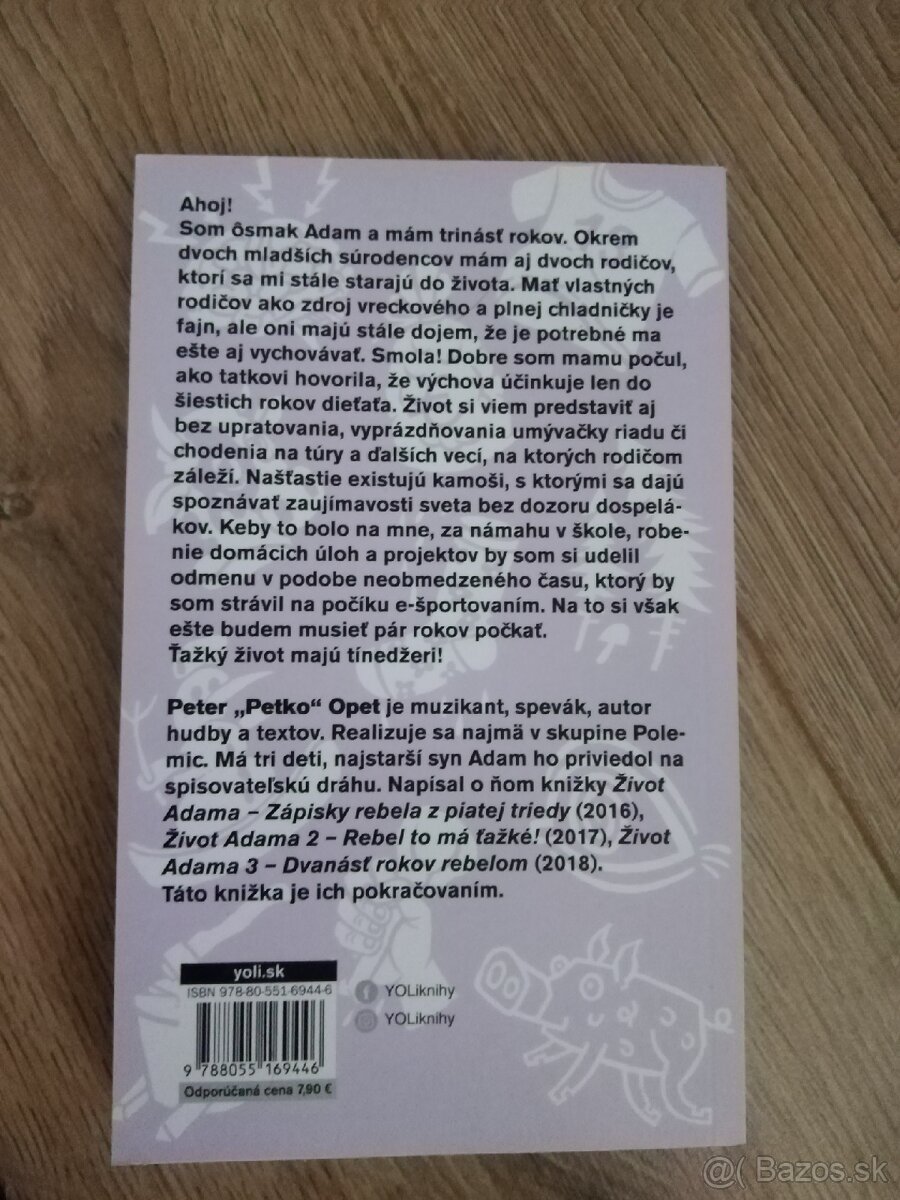 Ahoj!
Som ôsmak Adam a mám trinásť rokov. Okrem
dvoch mladších súrodencov mám aj dvoch rodičov,
ktorí sa mi stále starajú do života. Mať vlastných
rodičov ako zdroj vreckového a plnej chladničky je
fajn, ale oni majú stále dojem, že je potrebné ma
ešte aj vychovávať. Smola! Dobre som mamu počul,
ako tatkovi hovorila, že výchova účinkuje len do
šiestich rokov dieťaťa. Život si viem predstaviť aj
bez upratovania, vyprázdňovania umývačky riadu či
chodenia na túry a ďalších vecí, na ktorých rodičom
záleží. Našťastie existujú kamoši, s ktorými sa dajú
spoznávať zaujímavosti sveta bez dozoru dospelá-
kov. Keby to bolo na mne, za námahu v škole, robe-
nie domácich úloh a projektov by som si udelil
odmenu v podobe neobmedzeného času, ktorý by
som strávil na počíku e-športovaním. Na to si však
ešte budem musieť pár rokov počkať.
Ťažký život majú tínedžeri!
Peter „Petko“ Opet je muzikant, spevák, autor
hudby a textov. Realizuje sa najmä v skupine Pole-
mic. Má tri deti, najstarší syn Adam ho priviedol na
spisovateľskú dráhu. Napísal o ňom knižky Život
Adama – Zápisky rebela z piatej triedy (2016),
Život Adama 2 – Rebel to má ťažké! (2017), Život
Adama 3 – Dvanásť rokov rebelom (2018).
Táto knižka je ich pokračovaním.
yoli.sk
ISBN 978-80-551-6944-6
9 788055 169446
Odporúčaná cena 7,90 €
YOLiknihy
YOLiknihy
@( Bazos.sk